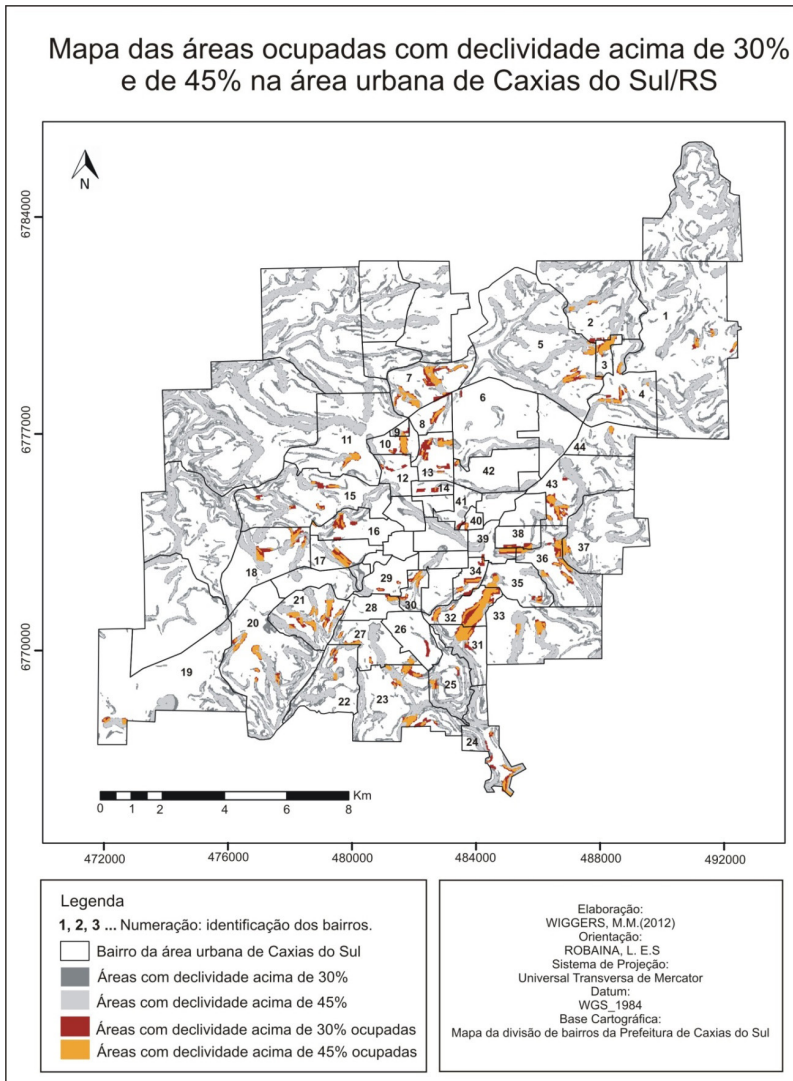 Mapa das áreas ocupadas com declividade acima de 30%
e de 45% na área urbana de Caxias do Sul/RS
N
6784000
6777000
6770000
1
2
5
3
4
7
6
8
9
10
11
44
12
13
42
14
15
43
41
40
16
38
39
37
17
36
18
34
29
35
21
28
30
32
33
20
26
27
31
19
25
22
23
24
Km
0 1 2 4 6 8
472000 476000 480000 484000 488000 492000
Legenda
1, 2, 3 ... Numeração: identificação dos bairros.
Bairro da área urbana de Caxias do Sul
Áreas com declividade acima de 30%
Áreas com declividade acima de 45%
Áreas com declividade acima de 30% ocupadas
Áreas com declividade acima de 45% ocupadas
Elaboração:
WIGGERS, M.M.(2012)
Orientação:
ROBAINA, L. E.S
Sistema de Projeção:
Universal Transversa de Mercator
Datum:
WGS_1984
Base Cartográfica:
Mapa da divisão de bairros da Prefeitura de Caxias do Sul